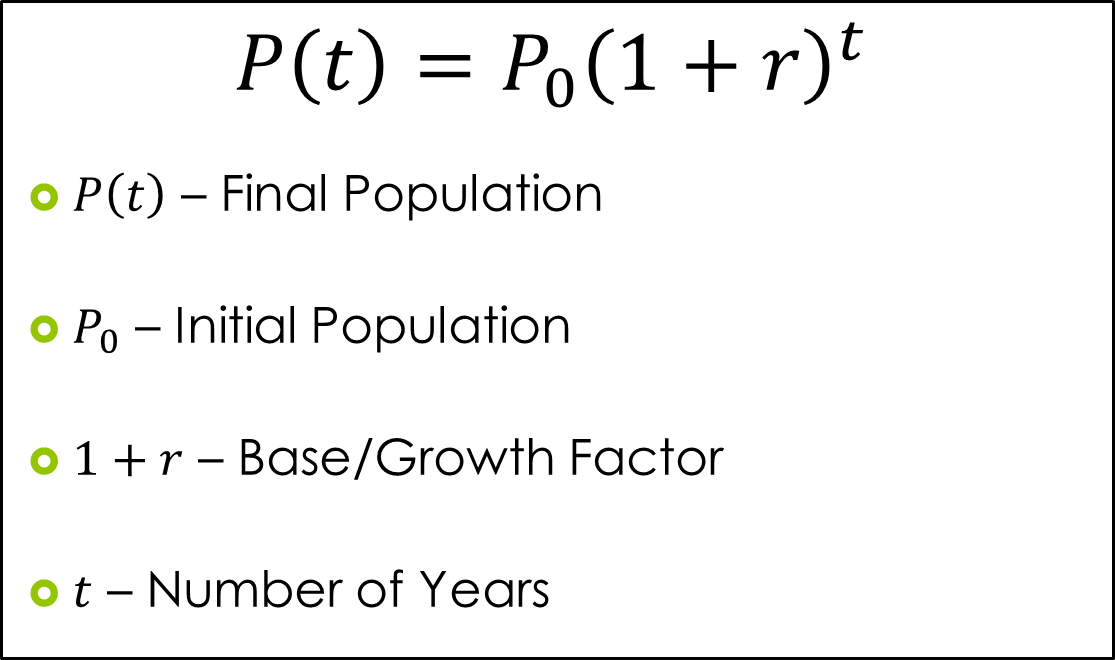 P(t) = P₀(1 + r)ᵗ
P(t) – Final Population
P₀ – Initial Population
1 + r – Base/Growth Factor
t – Number of Years